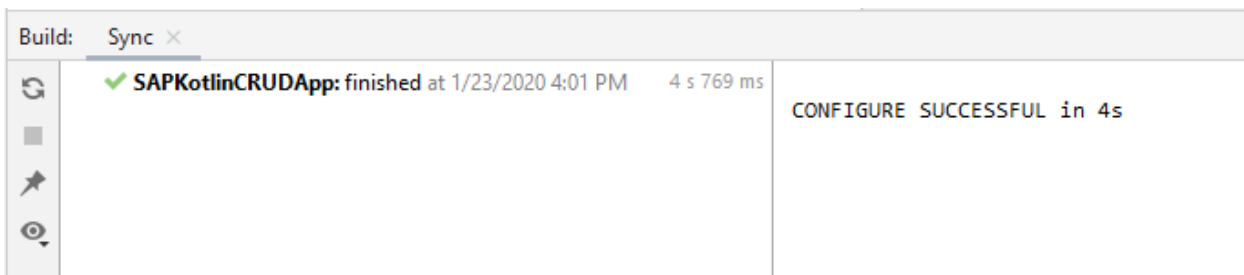 Build: Sync
SAPKotlinCRUDApp: finished at 1/23/2020 4:01 PM 4 s 769 ms
CONFIGURE SUCCESSFUL in 4s